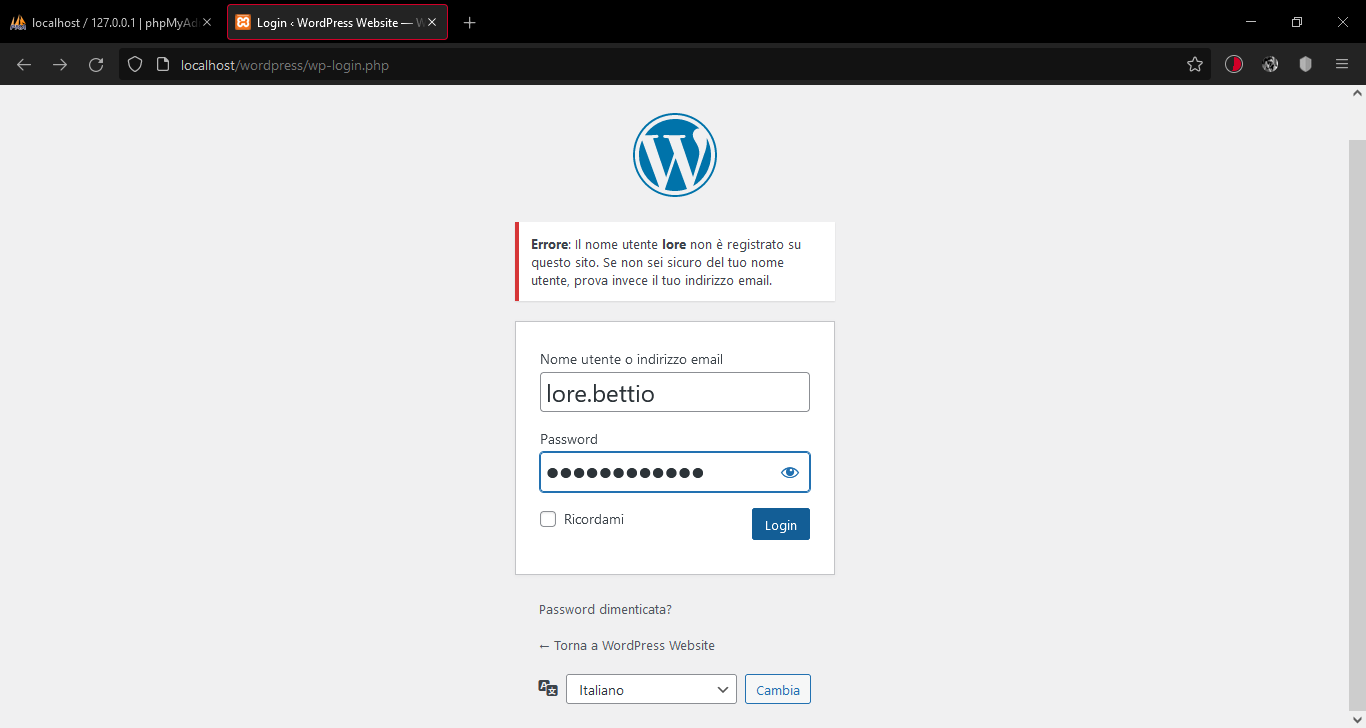 localhost / 127.0.0.1 | phpMyAd
Login ‹ WordPress Website — W
localhost/wordpress/wp-login.php
Errore: Il nome utente lore non è registrato su
questo sito. Se non sei sicuro del tuo nome
utente, prova invece il tuo indirizzo email.
Nome utente o indirizzo email
lore.bettio
Password
Ricordami
Login
Password dimenticata?
← Torna a WordPress Website
Italiano
Cambia